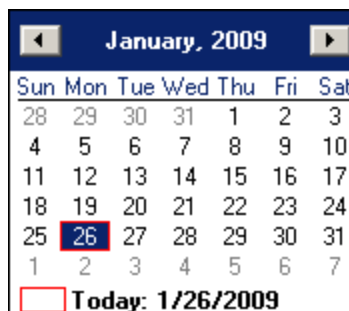 January, 2009
Sun Mon Tue Wed Thu Fri Sat
28 29 30 31 1 2 3
4 5 6 7 8 9 10
11 12 13 14 15 16 17
18 19 20 21 22 23 24
25 26 27 28 29 30 31
1 2 3 4 5 6 7
Today: 1/26/2009